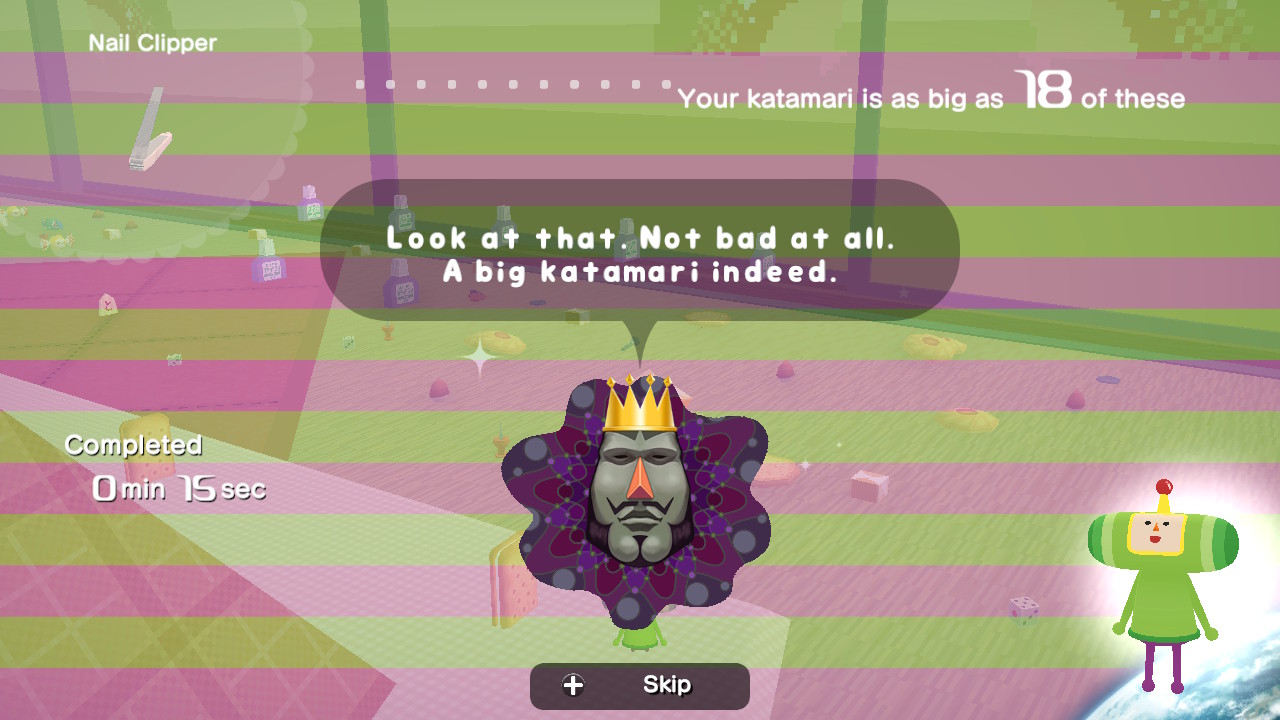 Nail Clipper
Your katamari is as big as 18 of these
Look at that. Not bad at all.
A big katamari indeed.
Completed
0 min 15 sec
+ Skip